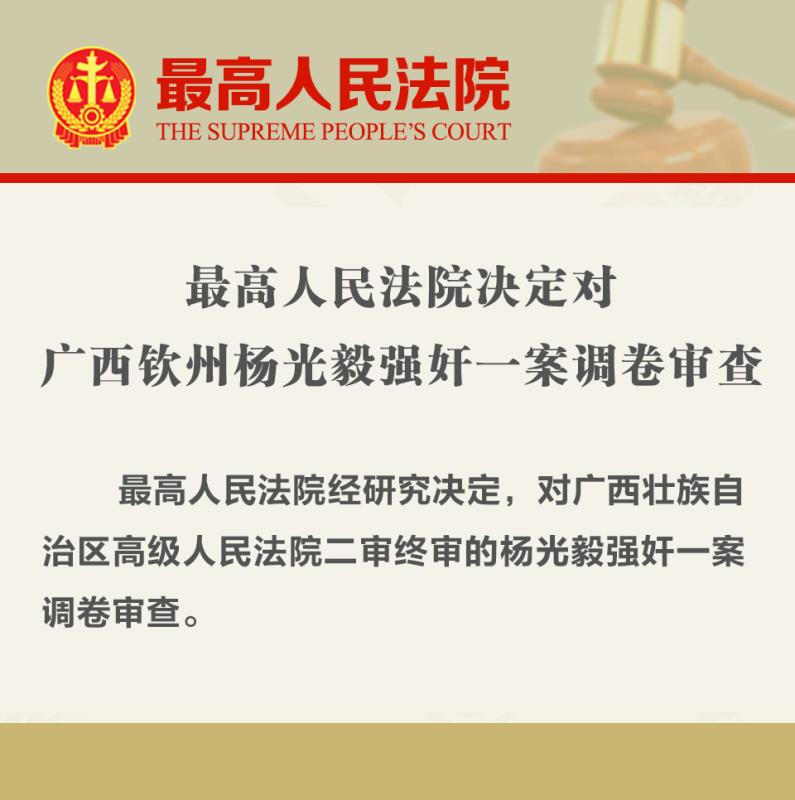 最高人民法院
THE SUPREME PEOPLE'S COURT
最高人民法院决定对
广西钦州杨光毅强奸一案调卷审查
最高人民法院经研究决定，对广西壮族自
治区高级人民法院二审终审的杨光毅强奸一案
调卷审查。